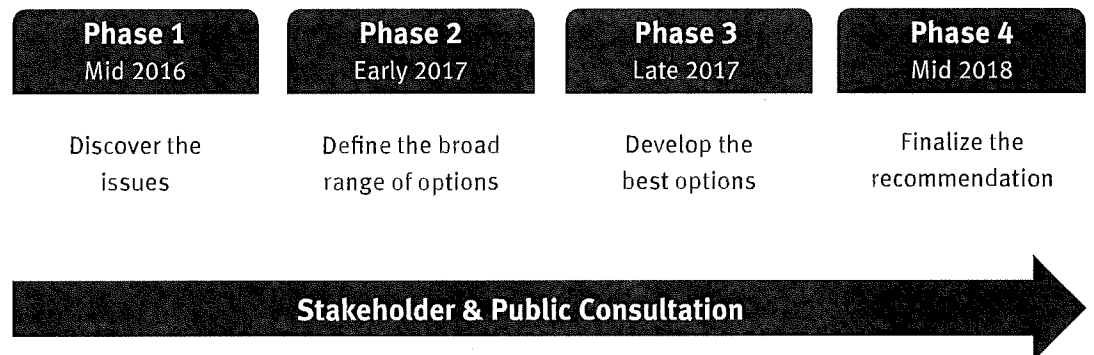 Phase 1
Mid 2016
Discover the
issues
Phase 2
Early 2017
Define the broad
range of options
Phase 3
Late 2017
Develop the
best options
Phase 4
Mid 2018
Finalize the
recommendation
Stakeholder & Public Consultation